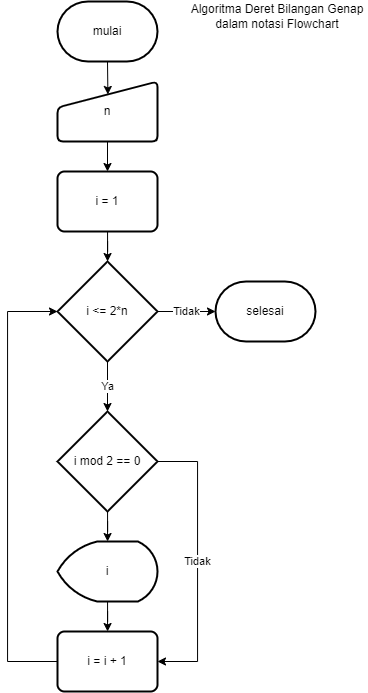 Algoritma Deret Bilangan Genap
dalam notasi Flowchart
mulai
n
i = 1
i <= 2*n
Tidak
selesai
Ya
i mod 2 == 0
i
Tidak
i = i + 1